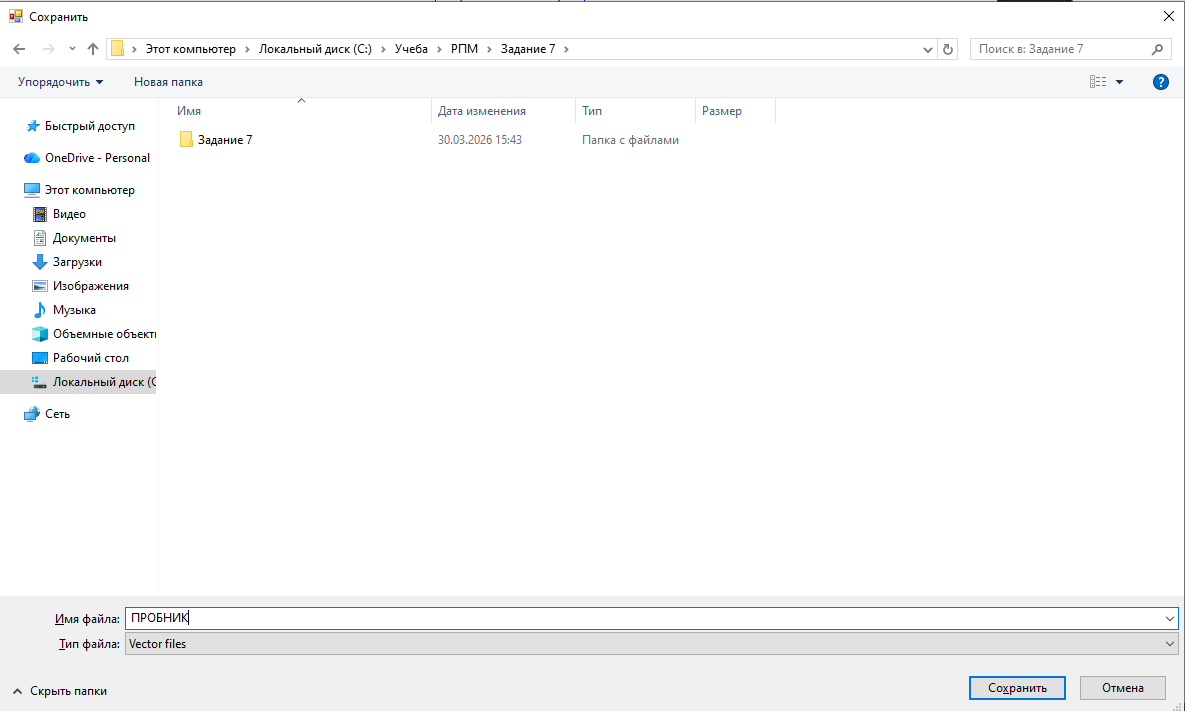 Сохранить
Этот компьютер > Локальный диск (C:) > Учеба > РПМ > Задание 7 >
Поиск в: Задание 7
Упорядочить
Новая папка
?
Имя Дата изменения Тип Размер
Задание 7 30.03.2026 15:43 Папка с файлами
Быстрый доступ
OneDrive - Personal
Этот компьютер
Видео
Документы
Загрузки
Изображения
Музыка
Объемные объекты
Рабочий стол
Локальный диск (C
Сеть
Имя файла: ПРОБНИК
Тип файла: Vector files
Скрыть папки
Сохранить
Отмена